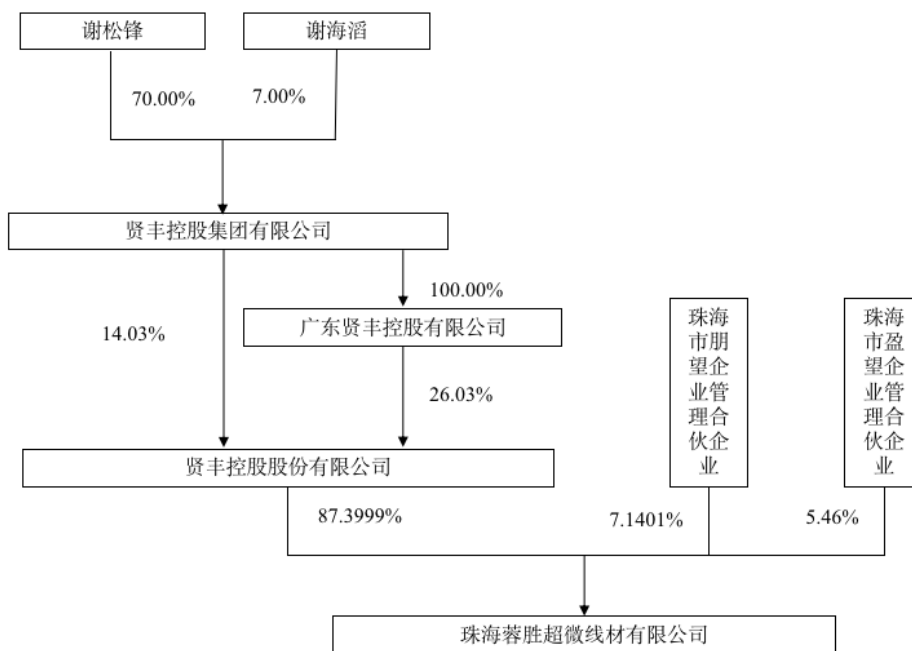 谢松锋
谢海滔
70.00%
7.00%
贤丰控股集团有限公司
100.00%
14.03%
广东贤丰控股有限公司
26.03%
珠海
市朋
望企
业管
理合
伙企
业
珠海
市盈
望企
业管
理合
伙企
业
贤丰控股股份有限公司
87.3999%
7.1401%
5.46%
珠海蓉胜超微线材有限公司